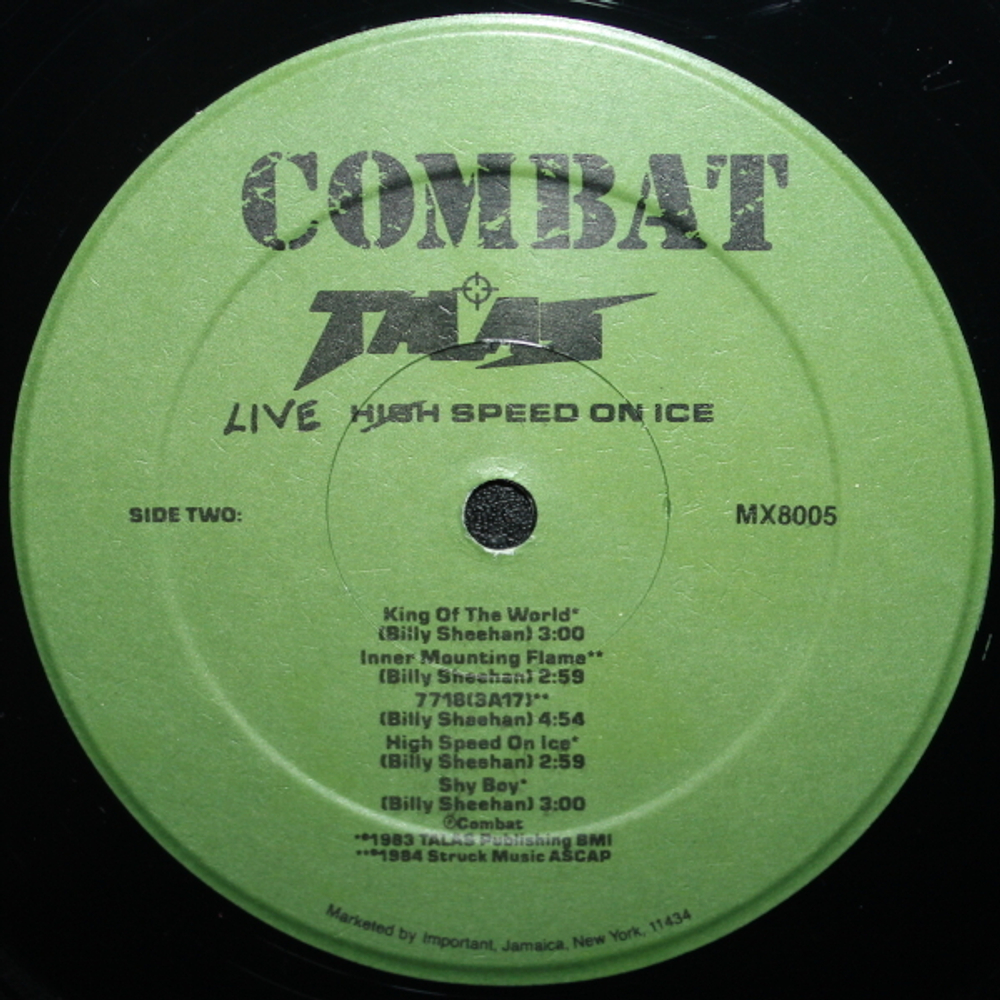 COMBAT
TALAS
LIVE HIGH SPEED ON ICE
SIDE TWO:
MX8005
King Of The World*
(Billy Sheehan) 3:00
Inner Mounting Flame**
(Billy Sheehan) 2:59
7718(3A17)**
(Billy Sheehan) 4:54
High Speed On Ice*
(Billy Sheehan) 2:59
Shy Boy*
(Billy Sheehan) 3:00
℗Combat
*©1983 TALAS Publishing BMI
**©1984 Struck Music ASCAP
Marketed by Important, Jamaica, New York, 11434